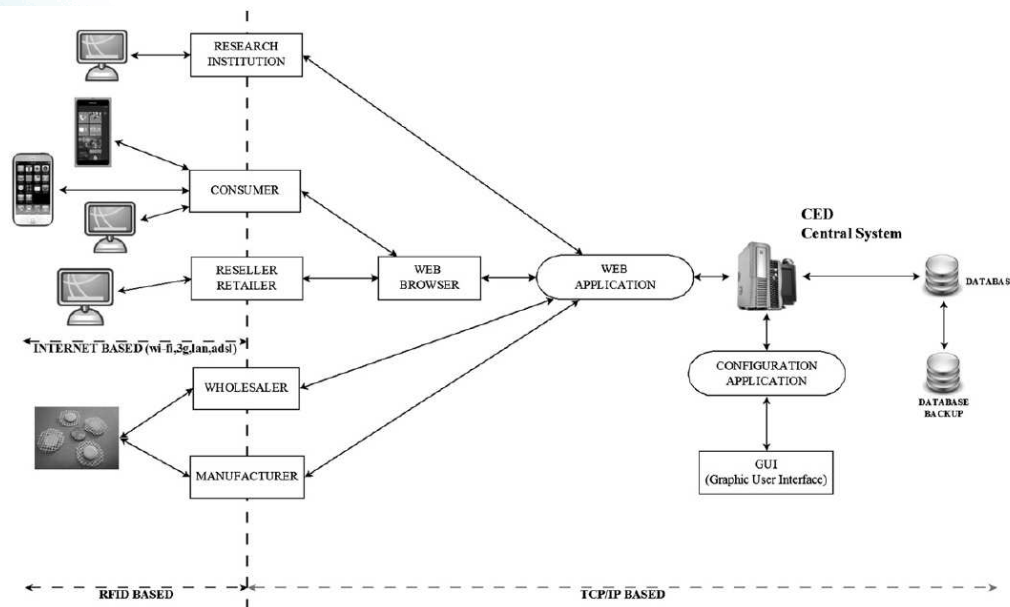 RESEARCH
INSTITUTION
CONSUMER
CED
Central System
RESELLER
RETAILER
WEB
BROWSER
WEB
APPLICATION
DATABAS
INTERNET BASED (wi-fi,3g,lan,adsl)
WHOLESALER
CONFIGURATION
APPLICATION
DATABASE
BACKUP
MANUFACTURER
GUI
(Graphic User Interface)
RFID BASED
TCP/IP BASED